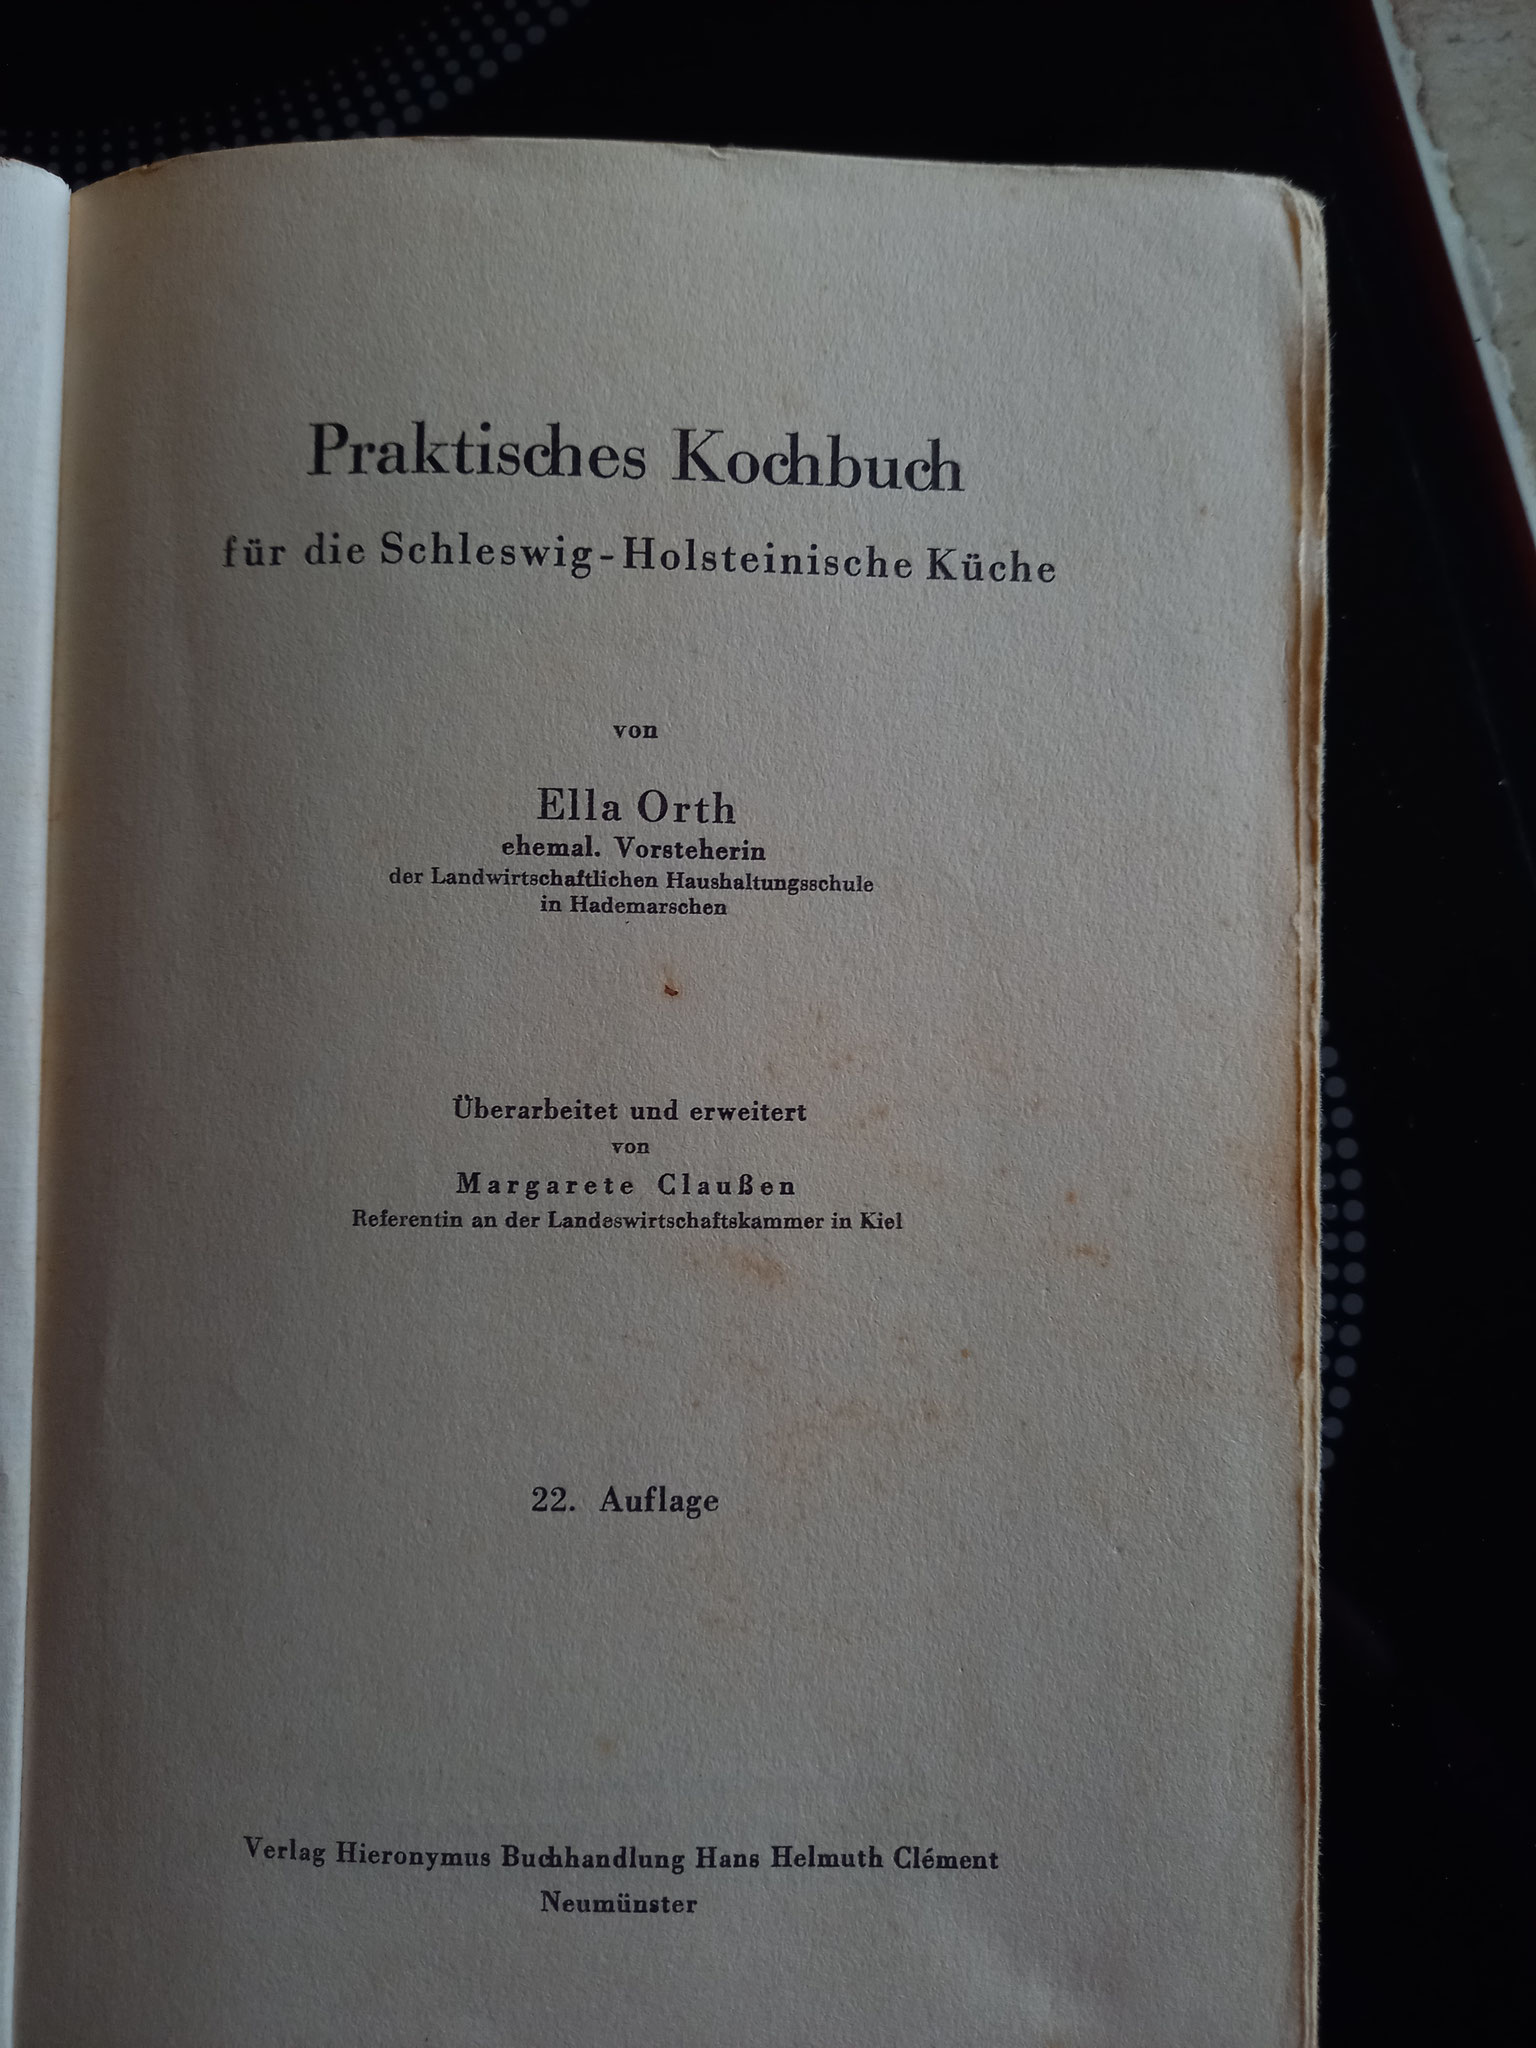 Praktisches Kochbuch
für die Schleswig-Holsteinische Küche
von
Ella Orth
ehemal. Vorsteherin
der Landwirtschaftlichen Haushaltungsschule
in Hademarschen
Überarbeitet und erweitert
von
Margarete Claußen
Referentin an der Landeswirtschaftskammer in Kiel
22. Auflage
Verlag Hieronymus Buchhandlung Hans Helmuth Clément
Neumünster